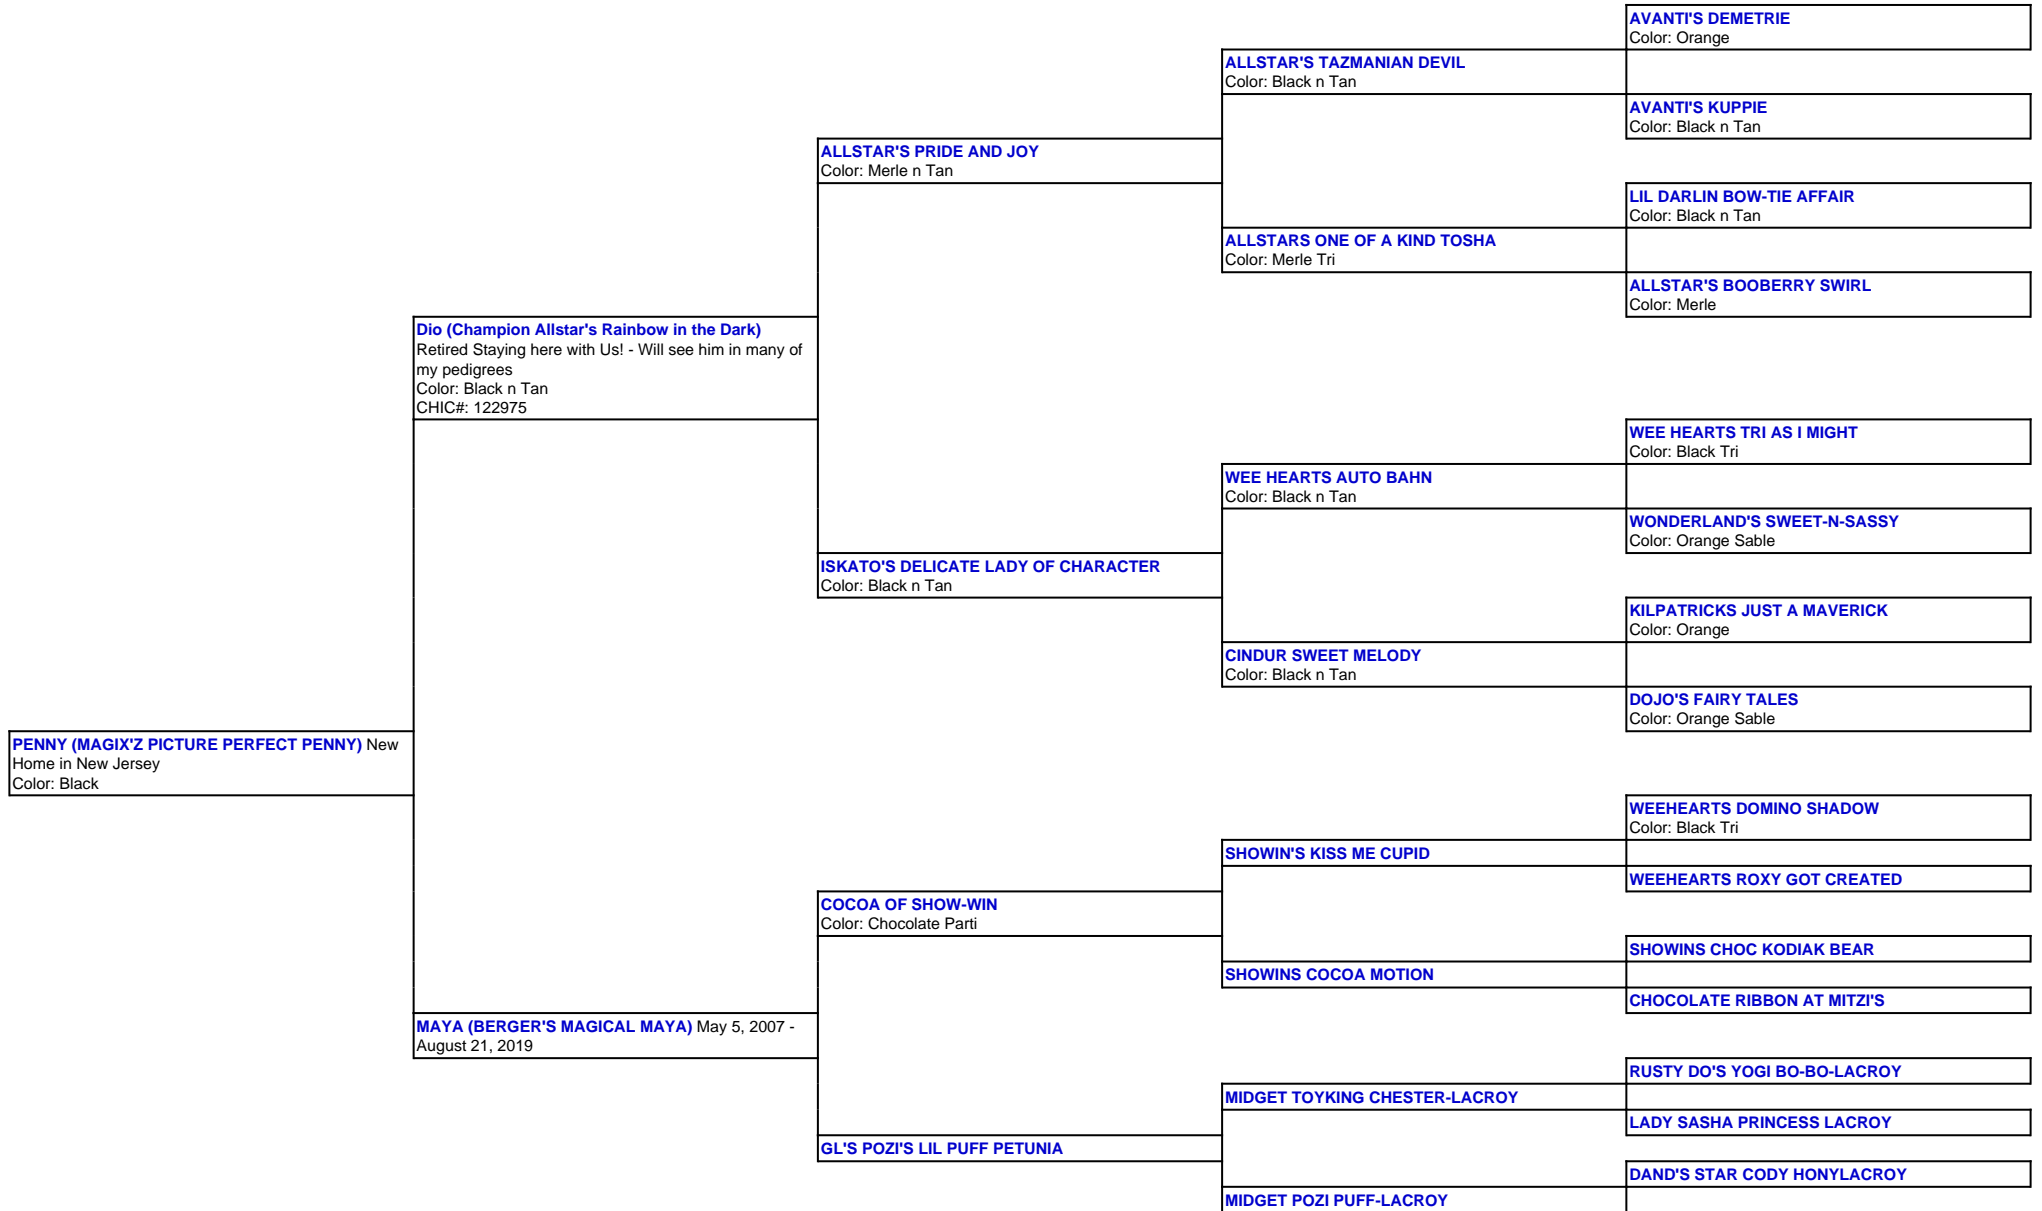 AVANTI'S DEMETRIE
Color: Orange
ALLSTAR'S TAZMANIAN DEVIL
Color: Black n Tan
AVANTI'S KUPPIE
Color: Black n Tan
ALLSTAR'S PRIDE AND JOY
Color: Merle n Tan
LIL DARLIN BOW-TIE AFFAIR
Color: Black n Tan
ALLSTARS ONE OF A KIND TOSHA
Color: Merle Tri
ALLSTAR'S BOOBERRY SWIRL
Color: Merle
Dio (Champion Allstar's Rainbow in the Dark)
Retired Staying here with Us! - Will see him in many of
my pedigrees
Color: Black n Tan
CHIC#: 122975
WEE HEARTS TRI AS I MIGHT
Color: Black Tri
WEE HEARTS AUTO BAHN
Color: Black n Tan
WONDERLAND'S SWEET-N-SASSY
Color: Orange Sable
ISKATO'S DELICATE LADY OF CHARACTER
Color: Black n Tan
KILPATRICKS JUST A MAVERICK
Color: Orange
CINDUR SWEET MELODY
Color: Black n Tan
DOJO'S FAIRY TALES
Color: Orange Sable
PENNY (MAGIX'Z PICTURE PERFECT PENNY) New
Home in New Jersey
Color: Black
WEEHEARTS DOMINO SHADOW
Color: Black Tri
SHOWIN'S KISS ME CUPID
WEEHEARTS ROXY GOT CREATED
COCOA OF SHOW-WIN
Color: Chocolate Parti
SHOWINS CHOC KODIAK BEAR
SHOWINS COCOA MOTION
CHOCOLATE RIBBON AT MITZI'S
MAYA (BERGER'S MAGICAL MAYA) May 5, 2007 -
August 21, 2019
RUSTY DO'S YOGI BO-BO-LACROY
MIDGET TOYKING CHESTER-LACROY
LADY SASHA PRINCESS LACROY
GL'S POZI'S LIL PUFF PETUNIA
DAND'S STAR CODY HONYLACROY
MIDGET POZI PUFF-LACROY